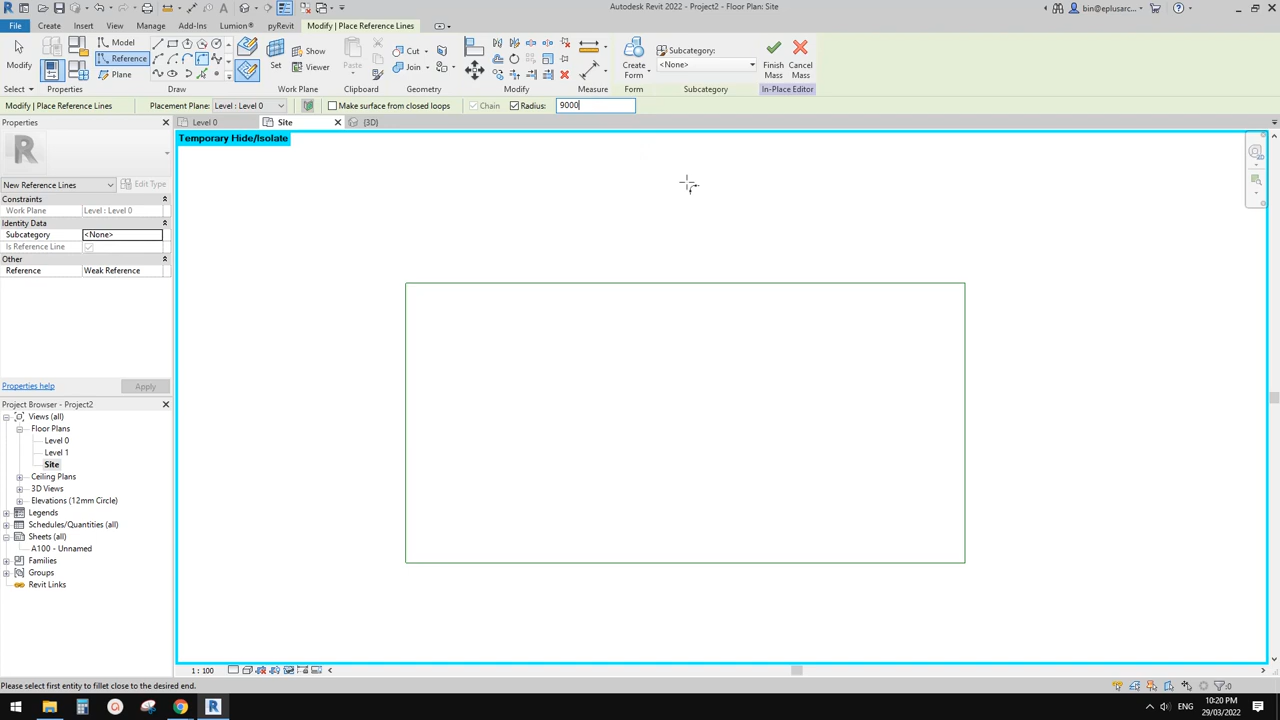 Autodesk Revit 2022 - Floor Plan: Site
bin@eplusarc...
File Create Insert View Manage Add-Ins Lumion® pyRevit Modify | Place Reference Lines
Modify
Model
Reference
Plane
Set
Show
Viewer
Paste
Cut
Join
Create
Form
Subcategory:
<None>
Finish
Mass
Cancel
Mass
Select Properties Draw Work Plane Clipboard Geometry Modify Measure Form Subcategory In-Place Editor
Modify | Place Reference Lines Placement Plane: Level : Level 0 Make surface from closed loops Chain Radius: 9000
Properties
Level 0 Site {3D}
Temporary Hide/Isolate
New Reference Lines Edit Type
Constraints
Work Plane Level : Level 0
Identity Data
Subcategory <None>
Is Reference Line
Other
Reference Weak Reference
Properties help Apply
Project Browser - Project2
Views (all)
Floor Plans
Level 0
Level 1
Site
Ceiling Plans
3D Views
Elevations (12mm Circle)
Legends
Schedules/Quantities (all)
Sheets (all)
A100 - Unnamed
Families
Groups
Revit Links
1 : 100
Please select first entity to fillet close to the desired end.
:0
ENG
10:20 PM
29/03/2022